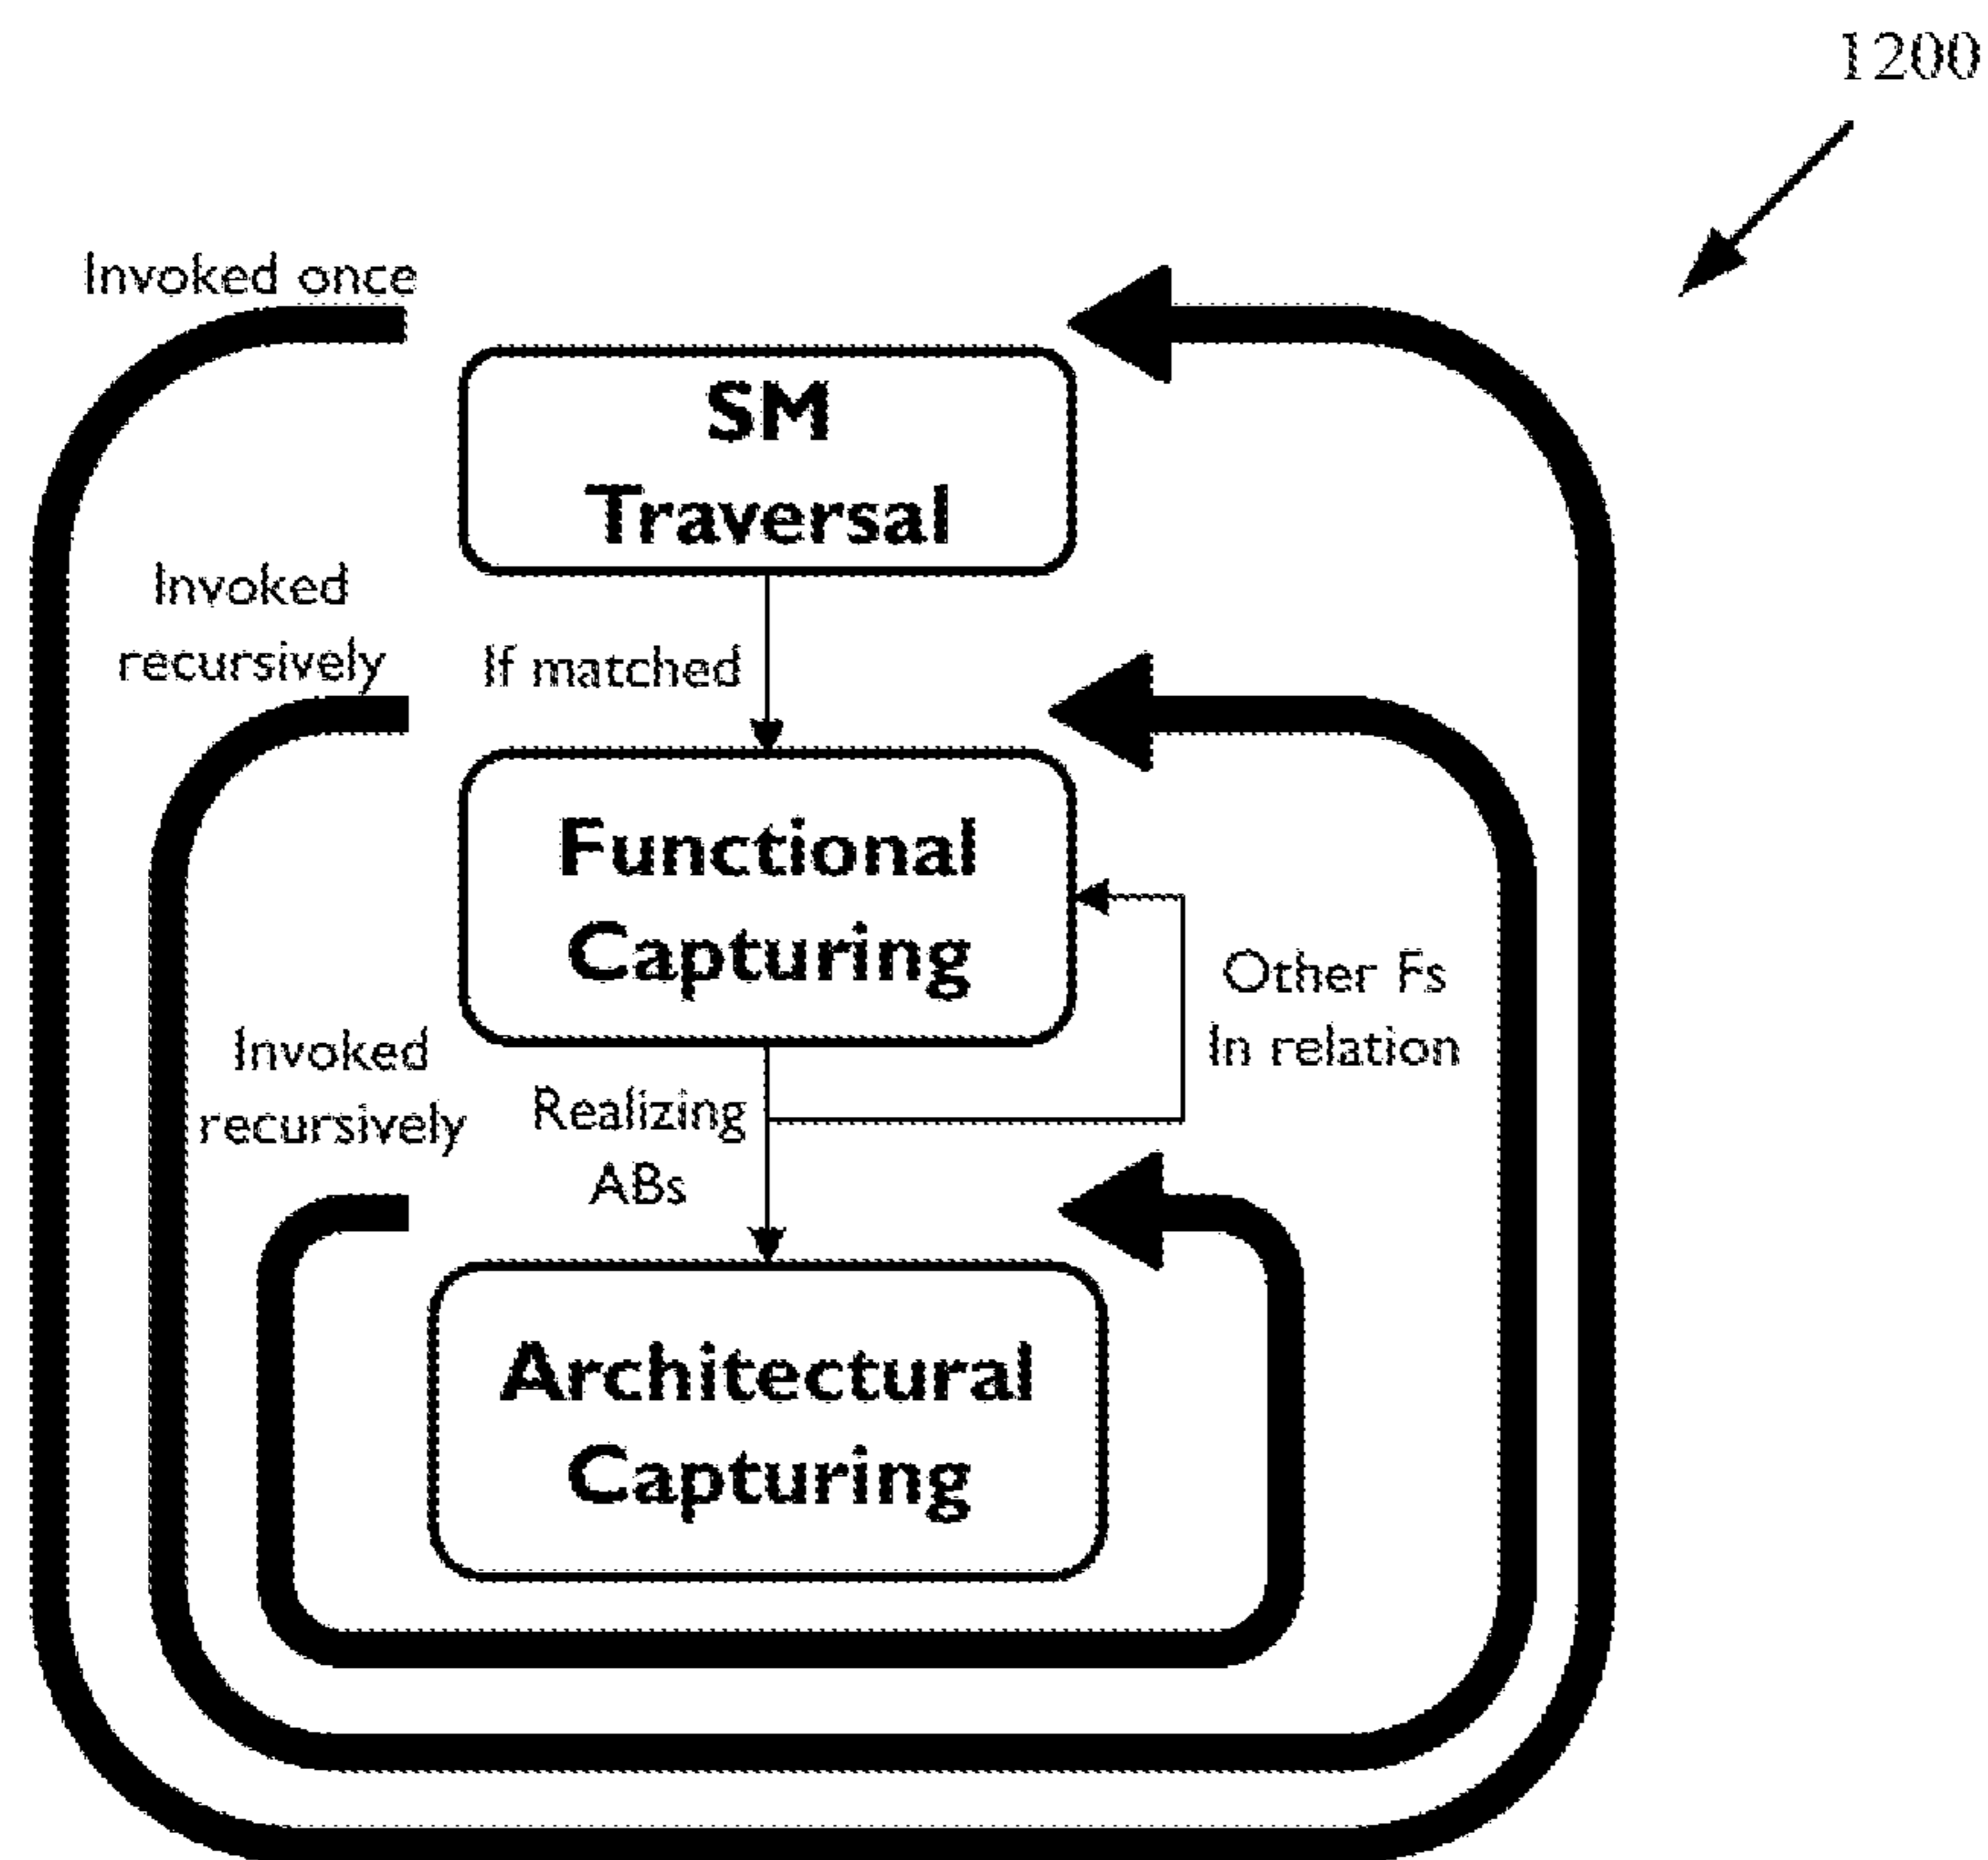 1200
Invoked once
SM
Traversal
Invoked
recursively
If matched
Functional
Capturing
Other Fs
In relation
Invoked
recursively
Realizing
ABs
Architectural
Capturing